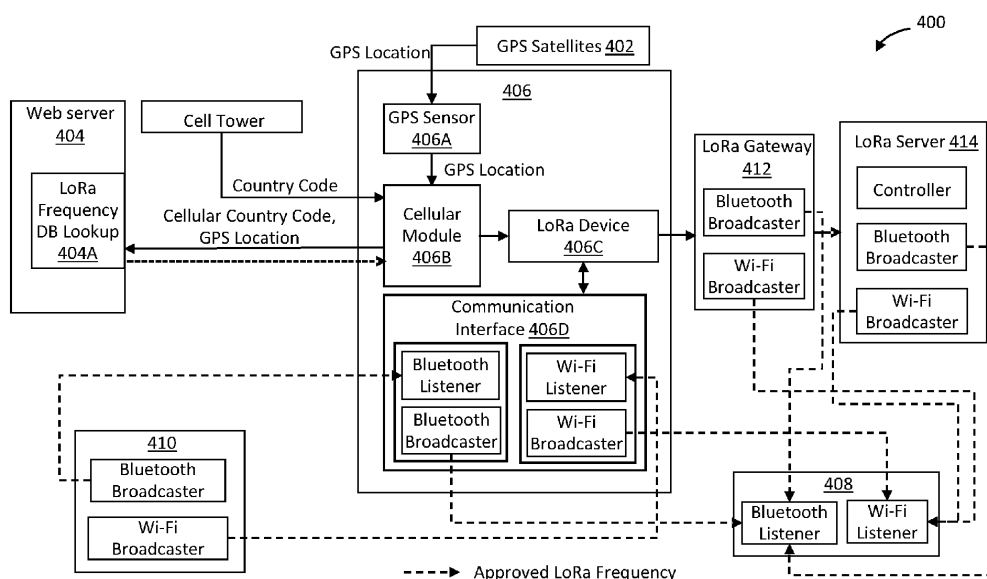 400
GPS Satellites 402
GPS Location
406
Web server
404
Cell Tower
GPS Sensor
406A
LoRa Gateway
412
LoRa Server 414
GPS Location
LoRa
Frequency
DB Lookup
404A
Country Code
Cellular Country Code,
GPS Location
Cellular
Module
406B
LoRa Device
406C
Bluetooth
Broadcaster
Wi-Fi
Broadcaster
Controller
Bluetooth
Broadcaster
Wi-Fi
Broadcaster
Communication
Interface 406D
Bluetooth
Listener
Bluetooth
Broadcaster
Wi-Fi
Listener
Wi-Fi
Broadcaster
410
Bluetooth
Broadcaster
Wi-Fi
Broadcaster
408
Bluetooth
Listener
Wi-Fi
Listener
Approved LoRa Frequency